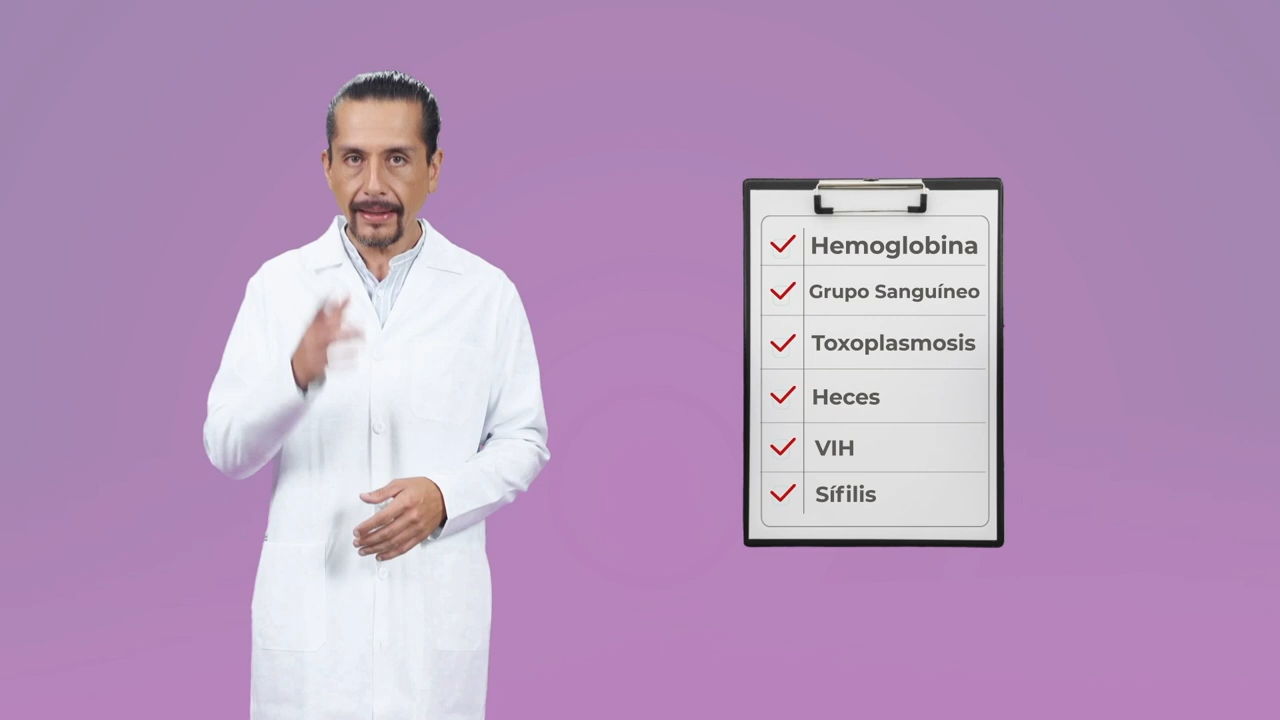 Hemoglobina
Grupo Sanguíneo
Toxoplasmosis
Heces
VIH
Sífilis